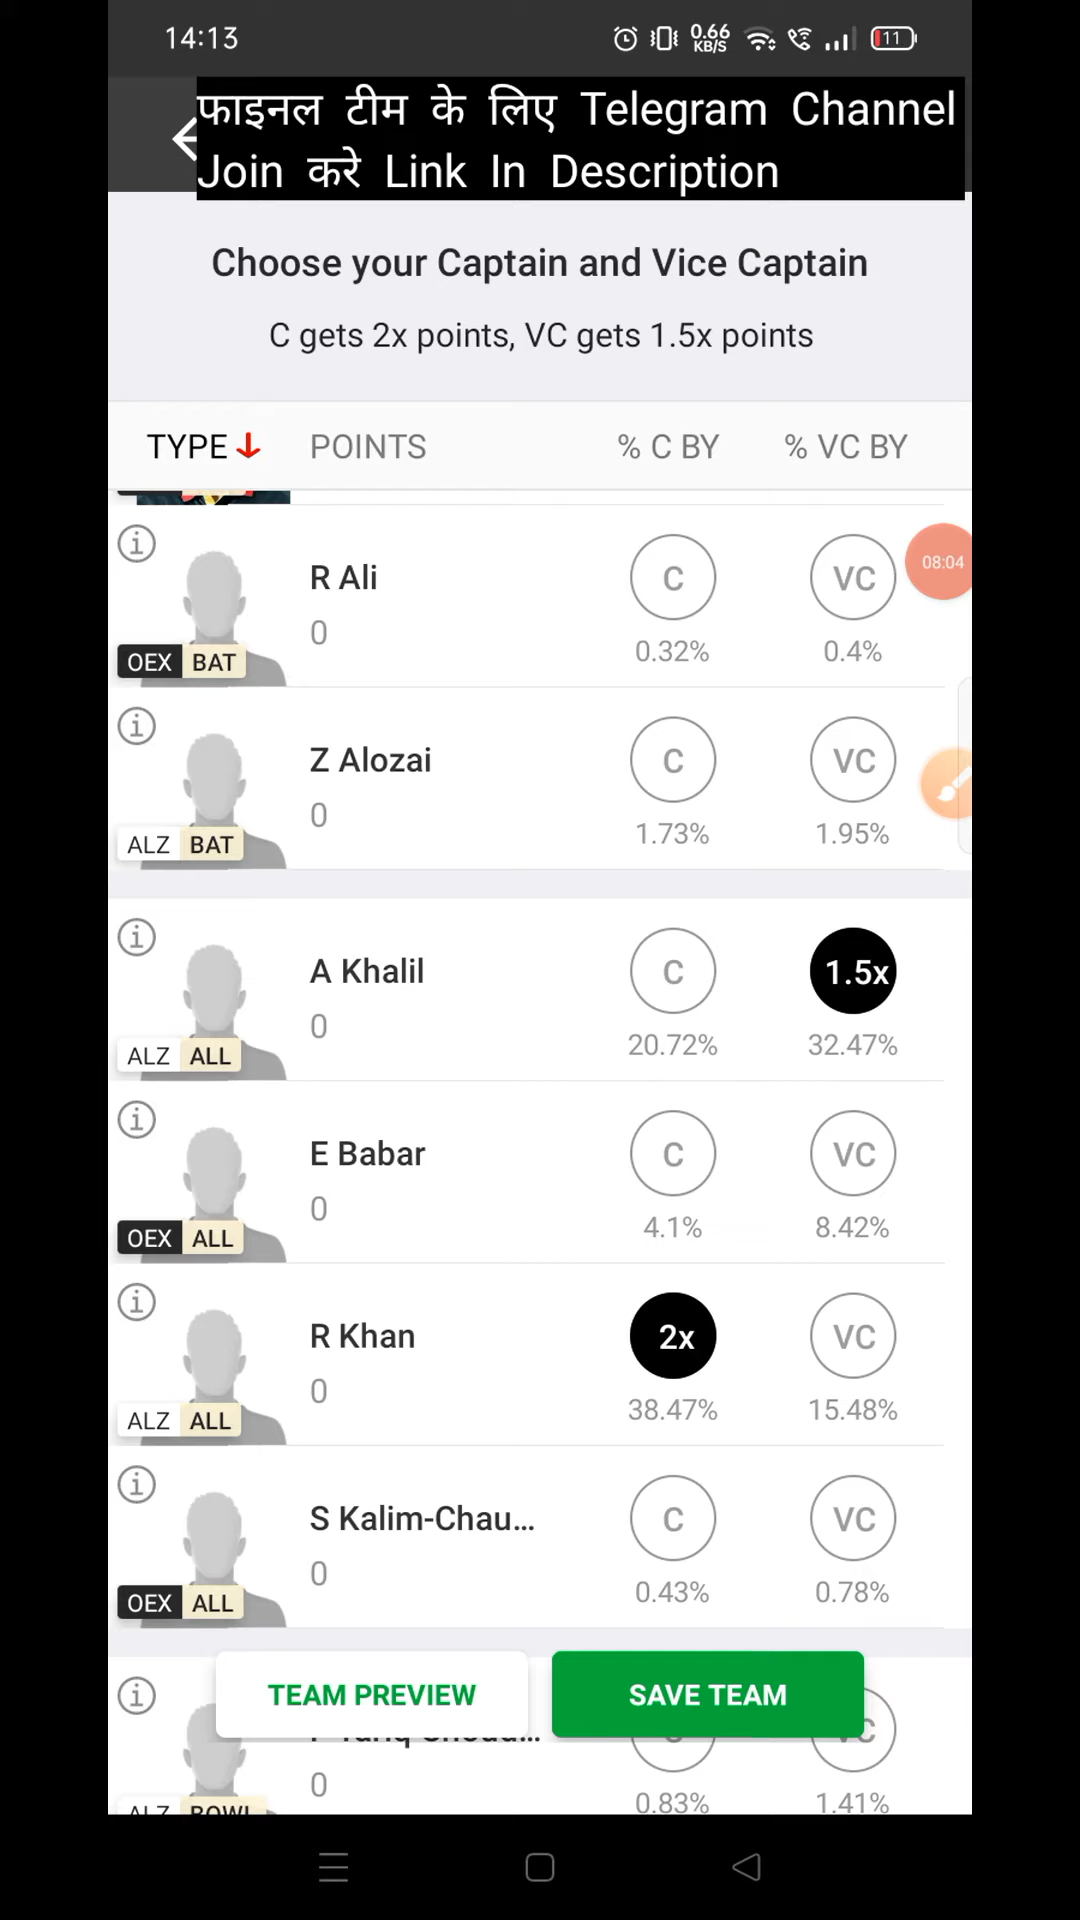 14:13
0.66 KB/S
11
फाइनल टीम के लिए Telegram Channel
Join करे Link In Description
Choose your Captain and Vice Captain
C gets 2x points, VC gets 1.5x points
TYPE POINTS % C BY % VC BY
R Ali C VC 08:04
0 0.32% 0.4%
OEX BAT
Z Alozai C VC
0 1.73% 1.95%
ALZ BAT
A Khalil C 1.5x
0 20.72% 32.47%
ALZ ALL
E Babar C VC
0 4.1% 8.42%
OEX ALL
R Khan 2x VC
0 38.47% 15.48%
ALZ ALL
S Kalim-Chau... C VC
0 0.43% 0.78%
OEX ALL
TEAM PREVIEW SAVE TEAM
0 0.83% 1.41%
ALZ BOWL